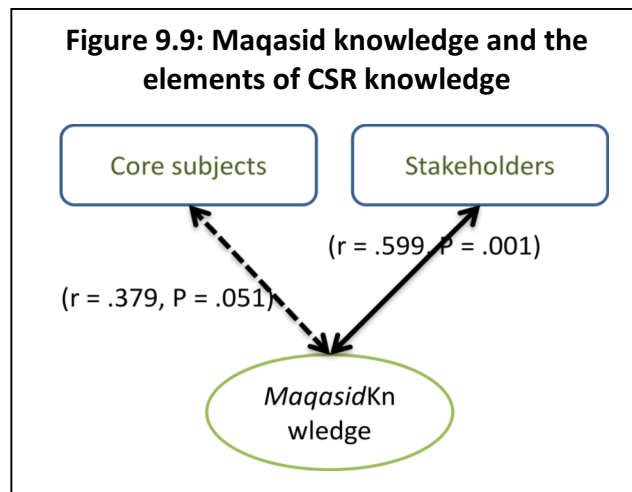 Figure 9.9: Maqasid knowledge and the
elements of CSR knowledge
Core subjects
Stakeholders
(r = .599, P = .001)
(r = .379, P = .051)
MaqasidKn
wledge